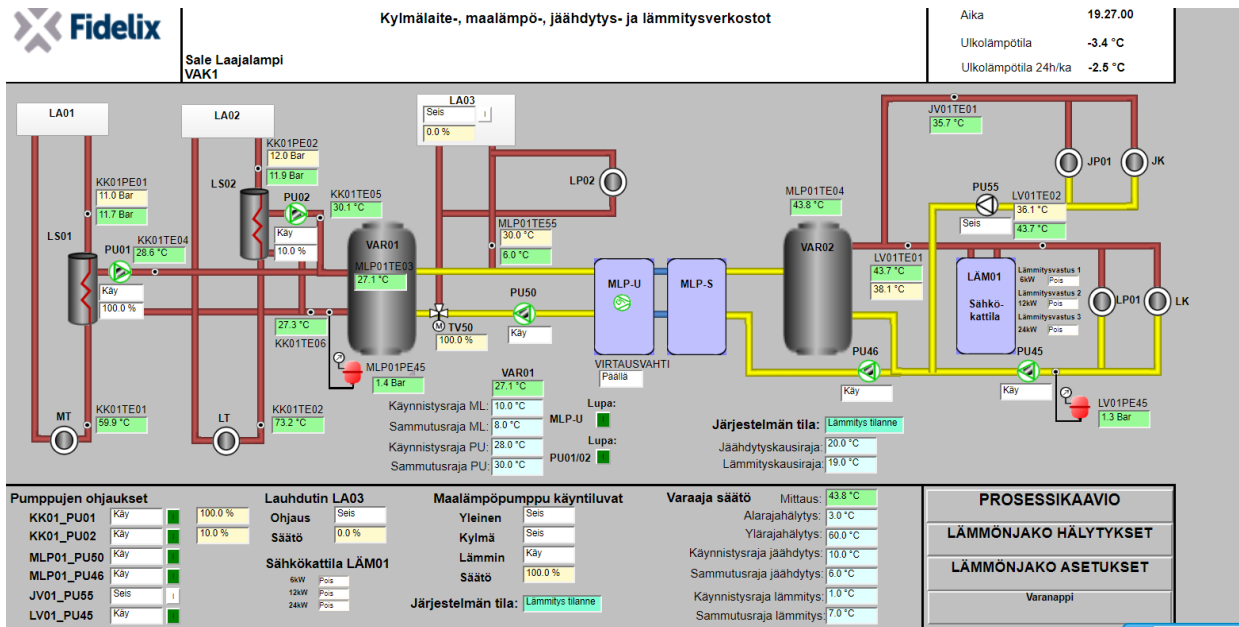 Fidelix
Kylmälaite-, maalämpö-, jäähdytys- ja lämmitysverkostot
Sale Laajalampi
VAK1
Aika 19.27.00
Ulkolämpötila -3.4 °C
Ulkolämpötila 24h/ka -2.5 °C
LA01
LA02
LA03
Seis I
0.0 %
KK01PE01
11.0 Bar
11.7 Bar
LS01
PU01
KK01TE04
28.6 °C
Käy
100.0 %
MT
KK01TE01
59.9 °C
KK01PE02
12.0 Bar
11.9 Bar
LS02
PU02
KK01TE05
30.1 °C
Käy
10.0 %
LT
KK01TE02
73.2 °C
27.3 °C
KK01TE06
VAR01
MLP01TE03
27.1 °C
MLP01PE45
1.4 Bar
LP02
MLP01TE55
30.0 °C
6.0 °C
M TV50
100.0 %
PU50
Käy
MLP-U
MLP-S
VIRTAUSVAHTI
Päällä
MLP01TE04
43.8 °C
VAR02
JV01TE01
35.7 °C
JP01
JK
PU55
Seis
LV01TE02
36.1 °C
43.7 °C
LV01TE01
43.7 °C
38.1 °C
LÄM01
Sähkö-
kattila
Lämmitysvastus 1
6kW Pois
Lämmitysvastus 2
12kW Pois
Lämmitysvastus 3
24kW Pois
LP01
LK
PU46
Käy
PU45
Käy
LV01PE45
1.3 Bar
VAR01
27.1 °C
Käynnistysraja ML: 10.0 °C
Sammutusraja ML: 8.0 °C
Käynnistysraja PU: 28.0 °C
Sammutusraja PU: 30.0 °C
Lupa:
MLP-U I
Lupa:
PU01/02 I
Järjestelmän tila: Lämmitys tilanne
Jäähdytyskausiraja: 20.0 °C
Lämmityskausiraja: 19.0 °C
Pumppujen ohjaukset
KK01_PU01 Käy I 100.0 %
KK01_PU02 Käy I 10.0 %
MLP01_PU50 Käy I
MLP01_PU46 Käy I
JV01_PU55 Seis I
LV01_PU45 Käy I
Lauhdutin LA03
Ohjaus Seis
Säätö 0.0 %
Sähkökattila LÄM01
6kW Pois
12kW Pois
24kW Pois
Maalämpöpumppu käyntiluvat
Yleinen Seis
Kylmä Seis
Lämmin Käy
Säätö 100.0 %
Järjestelmän tila: Lämmitys tilanne
Varaaja säätö Mittaus: 43.8 °C
Alarajahälytys: 3.0 °C
Ylärajahälytys: 60.0 °C
Käynnistysraja jäähdytys: 10.0 °C
Sammutusraja jäähdytys: 6.0 °C
Käynnistysraja lämmitys: 1.0 °C
Sammutusraja lämmitys: 7.0 °C
PROSESSIKAAVIO
LÄMMÖNJAKO HÄLYTYKSET
LÄMMÖNJAKO ASETUKSET
Varanappi